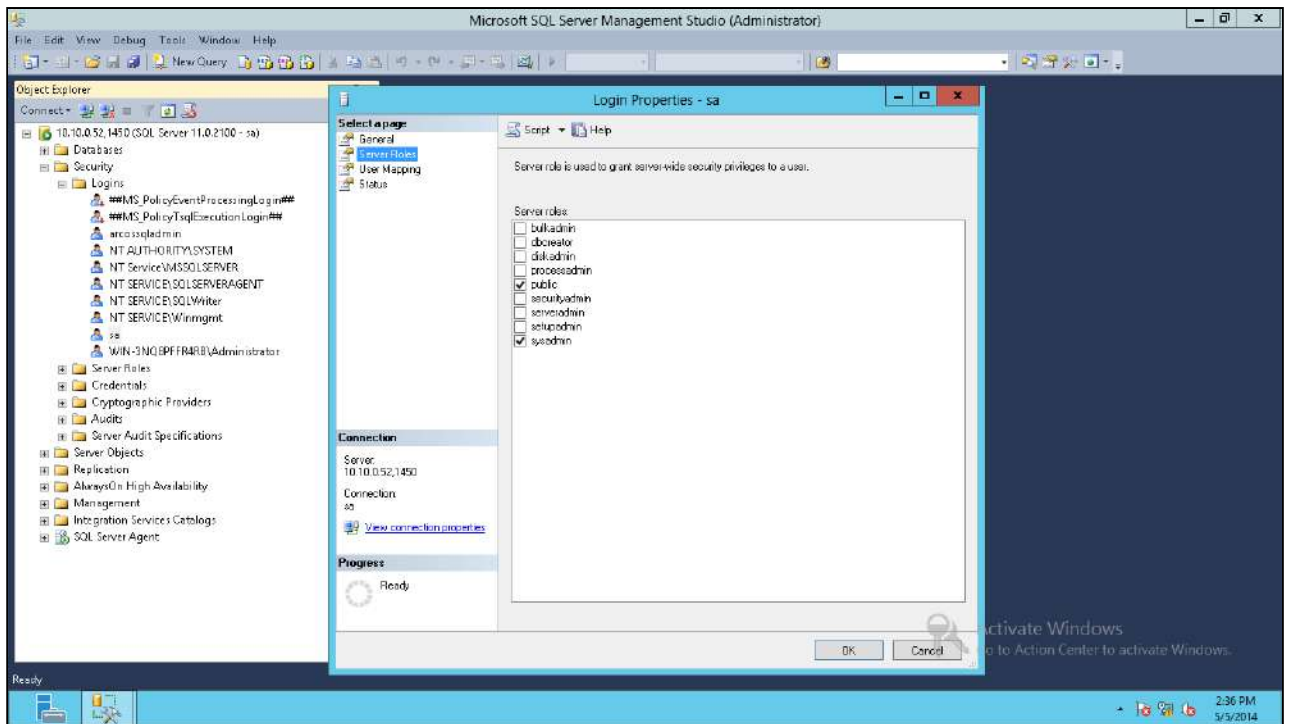 Microsoft SQL Server Management Studio (Administrator)
File Edit View Debug Tools Window Help
New Query
Object Explorer
Connect
10.10.0.52,1450 (SQL Server 11.0.2100 - sa)
Databases
Security
Logins
##MS_PolicyEventProcessingLogin##
##MS_PolicyTsqlExecutionLogin##
arcossqladmin
NT AUTHORITY\SYSTEM
NT Service\MSSQLSERVER
NT SERVICE\SQLSERVERAGENT
NT SERVICE\SQLWriter
NT SERVICE\Winmgmt
sa
\Administrator
Server Roles
Credentials
Cryptographic Providers
Audits
Server Audit Specifications
Server Objects
Replication
AlwaysOn High Availability
Management
Integration Services Catalogs
SQL Server Agent
Login Properties - sa
Select a page
General
Server Roles
User Mapping
Status
Script Help
Server role is used to grant server-wide security privileges to a user.
Server roles:
bulkadmin
dbcreator
diskadmin
processadmin
public
securityadmin
serveradmin
setupadmin
sysadmin
Connection
Server:
10.10.0.52,1450
Connection:
sa
View connection properties
Progress
Ready
OK Cancel
Activate Windows
Go to Action Center to activate Windows.
Ready
2:36 PM
5/5/2014